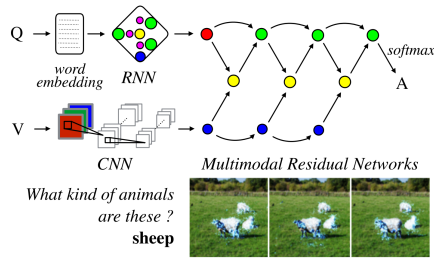 Q
word
embedding
RNN
softmax
A
V
CNN
Multimodal Residual Networks
What kind of animals
are these ?
sheep